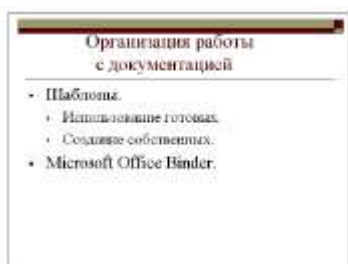 Организация работы
с документацией
• Шаблоны.
• Использование готовых.
• Создание собственных.
• Microsoft Office Binder.